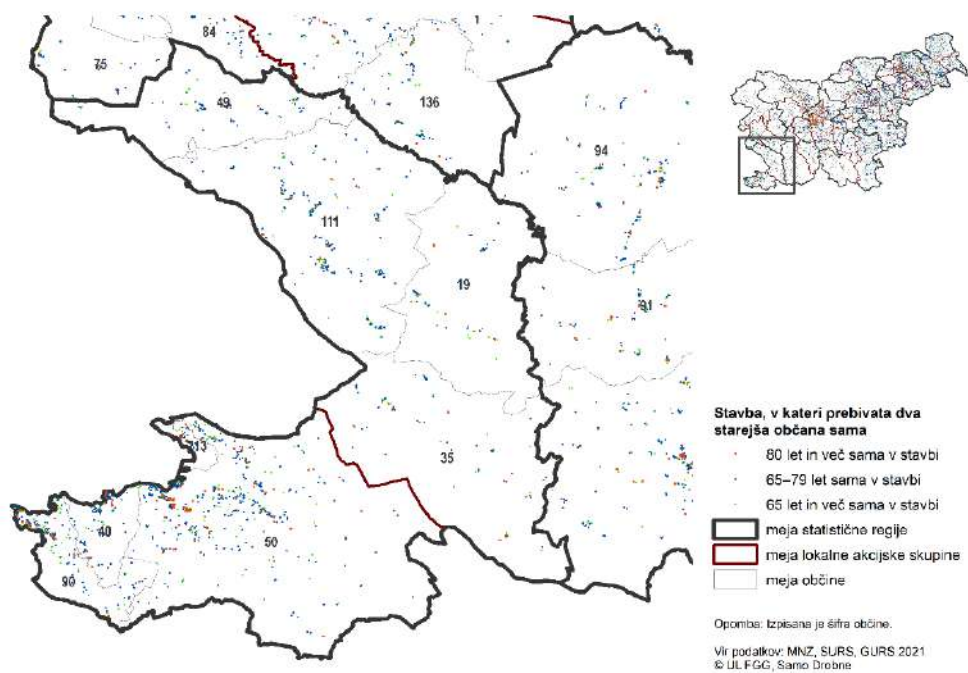 84
1
75
49
136
94
111
19
91
35
213
40
50
90
Stavba, v kateri prebivata dva
starejša občana sama
80 let in več sama v stavbi
65–79 let sama v stavbi
65 let in več sama v stavbi
meja statistične regije
meja lokalne akcijske skupine
meja občine
Opomba: Izpisana je šifra občine.
Vir podatkov: MNZ, SURS, GURS 2021
© UL FGG, Samo Drobne